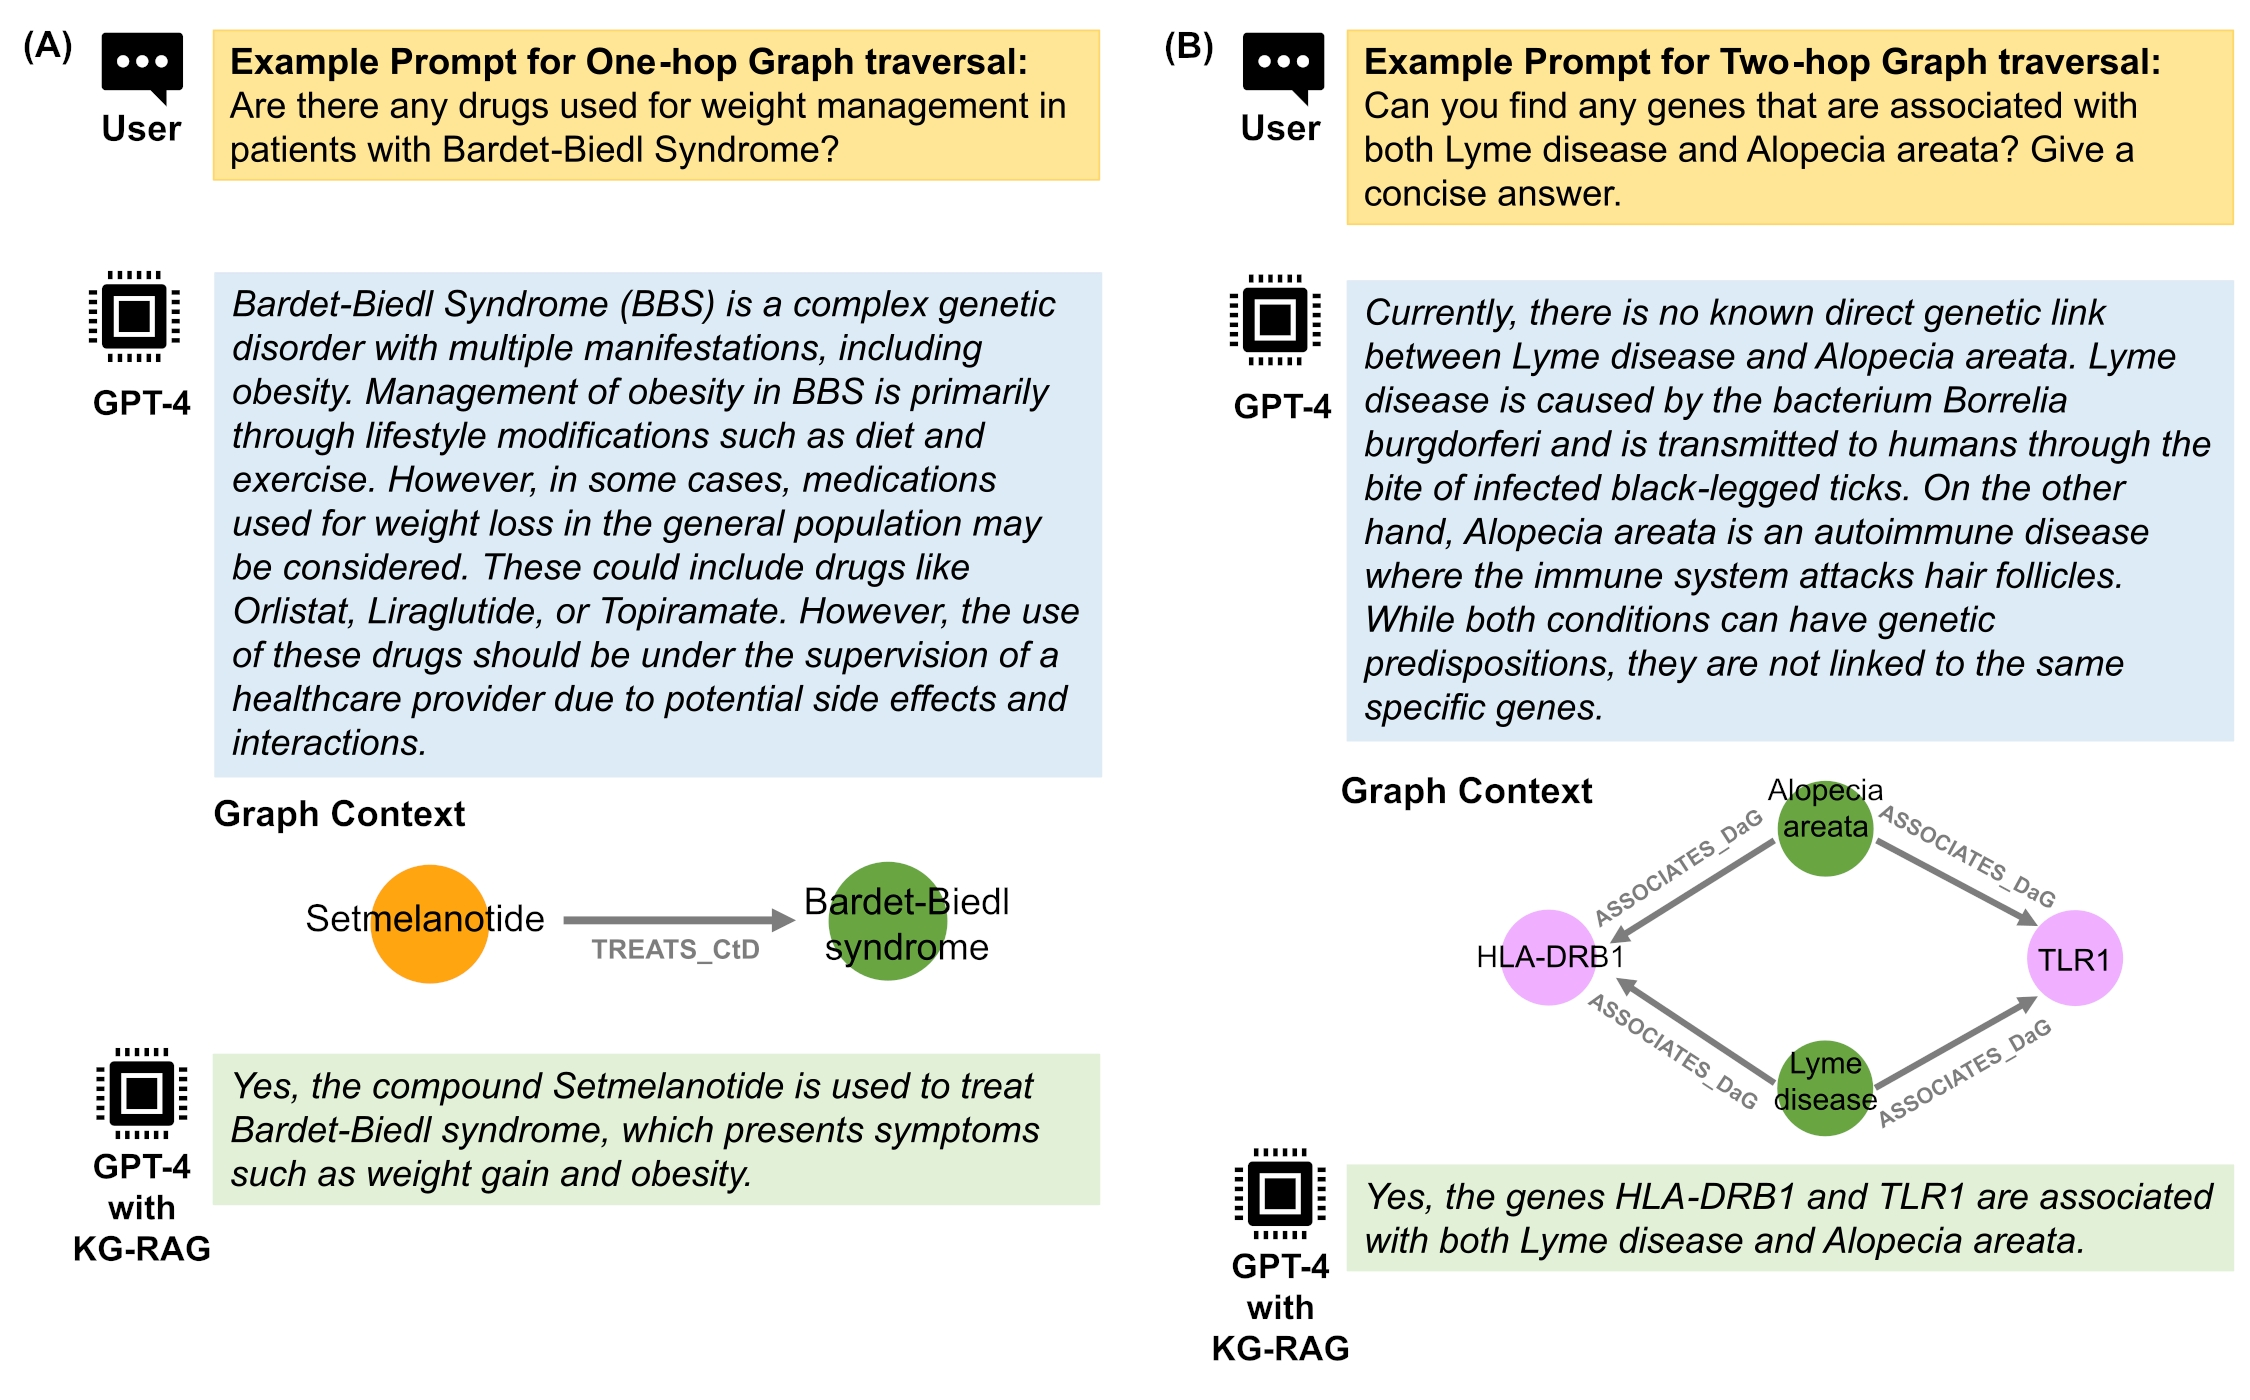 (A)
User
Example Prompt for One-hop Graph traversal:
Are there any drugs used for weight management in
patients with Bardet-Biedl Syndrome?
GPT-4
Bardet-Biedl Syndrome (BBS) is a complex genetic
disorder with multiple manifestations, including
obesity. Management of obesity in BBS is primarily
through lifestyle modifications such as diet and
exercise. However, in some cases, medications
used for weight loss in the general population may
be considered. These could include drugs like
Orlistat, Liraglutide, or Topiramate. However, the use
of these drugs should be under the supervision of a
healthcare provider due to potential side effects and
interactions.
Graph Context
Setmelanotide
TREATS_CtD
Bardet-Biedl
syndrome
GPT-4
with
KG-RAG
Yes, the compound Setmelanotide is used to treat
Bardet-Biedl syndrome, which presents symptoms
such as weight gain and obesity.
(B)
User
Example Prompt for Two-hop Graph traversal:
Can you find any genes that are associated with
both Lyme disease and Alopecia areata? Give a
concise answer.
GPT-4
Currently, there is no known direct genetic link
between Lyme disease and Alopecia areata. Lyme
disease is caused by the bacterium Borrelia
burgdorferi and is transmitted to humans through the
bite of infected black-legged ticks. On the other
hand, Alopecia areata is an autoimmune disease
where the immune system attacks hair follicles.
While both conditions can have genetic
predispositions, they are not linked to the same
specific genes.
Graph Context
Alopecia
areata
ASSOCIATES_DaG
ASSOCIATES_DaG
HLA-DRB1
TLR1
ASSOCIATES_DaG
ASSOCIATES_DaG
Lyme
disease
GPT-4
with
KG-RAG
Yes, the genes HLA-DRB1 and TLR1 are associated
with both Lyme disease and Alopecia areata.